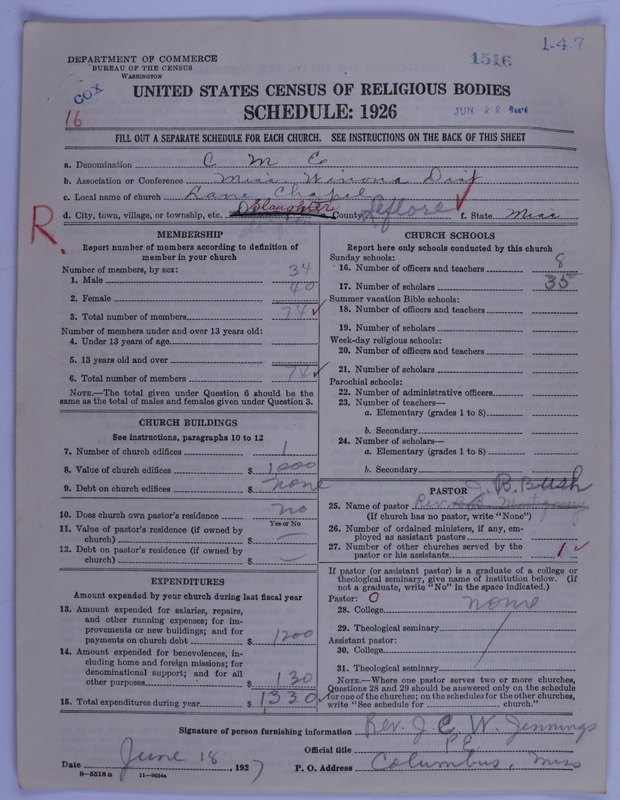 1-4-7
1516
DEPARTMENT OF COMMERCE
BUREAU OF THE CENSUS
WASHINGTON
COX
16
UNITED STATES CENSUS OF RELIGIOUS BODIES
SCHEDULE: 1926
JUN 22
FILL OUT A SEPARATE SCHEDULE FOR EACH CHURCH. SEE INSTRUCTIONS ON THE BACK OF THIS SHEET
a. Denomination C M C
b. Association or Conference Miss. Winona Dist
c. Local name of church Lane Chapel
d. City, town, village, or township, etc. Slaughter County Leflore f. State Miss
R.
MEMBERSHIP
Report number of members according to definition of
member in your church
Number of members, by sex:
1. Male 34
2. Female 40
3. Total number of members 74
Number of members under and over 13 years old:
4. Under 13 years of age
5. 13 years old and over
6. Total number of members 74
NOTE.—The total given under Question 6 should be the
same as the total of males and females given under Question 3.
CHURCH BUILDINGS
See instructions, paragraphs 10 to 12
7. Number of church edifices 1
8. Value of church edifices $ 1,000
9. Debt on church edifices $ none
10. Does church own pastor's residence? no
Yes or No
11. Value of pastor's residence (if owned by
church) $ —
12. Debt on pastor's residence (if owned by
church) $ —
EXPENDITURES
Amount expended by your church during last fiscal year
13. Amount expended for salaries, repairs,
and other running expenses; for im-
provements or new buildings; and for
payments on church debt $ 1200
14. Amount expended for benevolences, in-
cluding home and foreign missions; for
denominational support; and for all
other purposes $ 130
15. Total expenditures during year $ 1330
CHURCH SCHOOLS
Report here only schools conducted by this church
Sunday schools:
16. Number of officers and teachers 8
17. Number of scholars 35
Summer vacation Bible schools:
18. Number of officers and teachers
19. Number of scholars
Week-day religious schools:
20. Number of officers and teachers
21. Number of scholars
Parochial schools:
22. Number of administrative officers
23. Number of teachers—
a. Elementary (grades 1 to 8)
b. Secondary
24. Number of scholars—
a. Elementary (grades 1 to 8)
b. Secondary
PASTOR
J. B. Bush
25. Name of pastor Rev. Montgomery
(If church has no pastor, write "None")
26. Number of ordained ministers, if any, em-
ployed as assistant pastors
27. Number of other churches served by the
pastor or his assistants 1
If pastor (or assistant pastor) is a graduate of a college or
theological seminary, give name of institution below. (If
not a graduate, write "No" in the space indicated.)
Pastor: O
28. College none
29. Theological seminary
Assistant pastor:
30. College
31. Theological seminary
NOTE.—Where one pastor serves two or more churches,
Questions 28 and 29 should be answered only on the schedule
for one of the churches; on the schedules for the other churches,
write "See schedule for church."
Signature of person furnishing information Rev. J. C. W. Jennings
Official title P E
Date June 18, 1927 P. O. Address Columbus, Miss
8—5518a 11—9054a